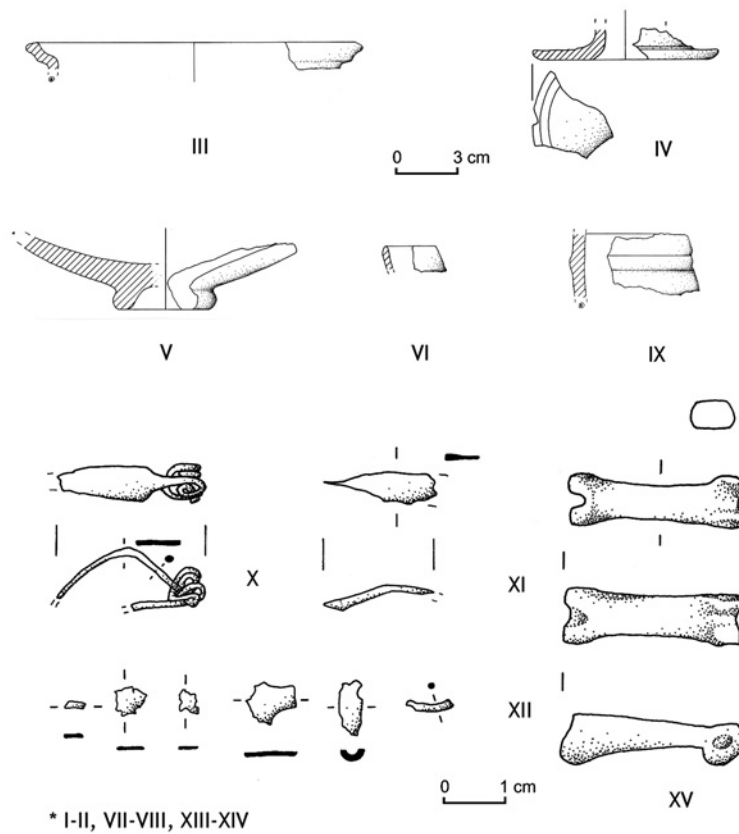 III
IV
0 3 cm
V
VI
IX
X
XI
XII
0 1 cm
XV
* I-II, VII-VIII, XIII-XIV